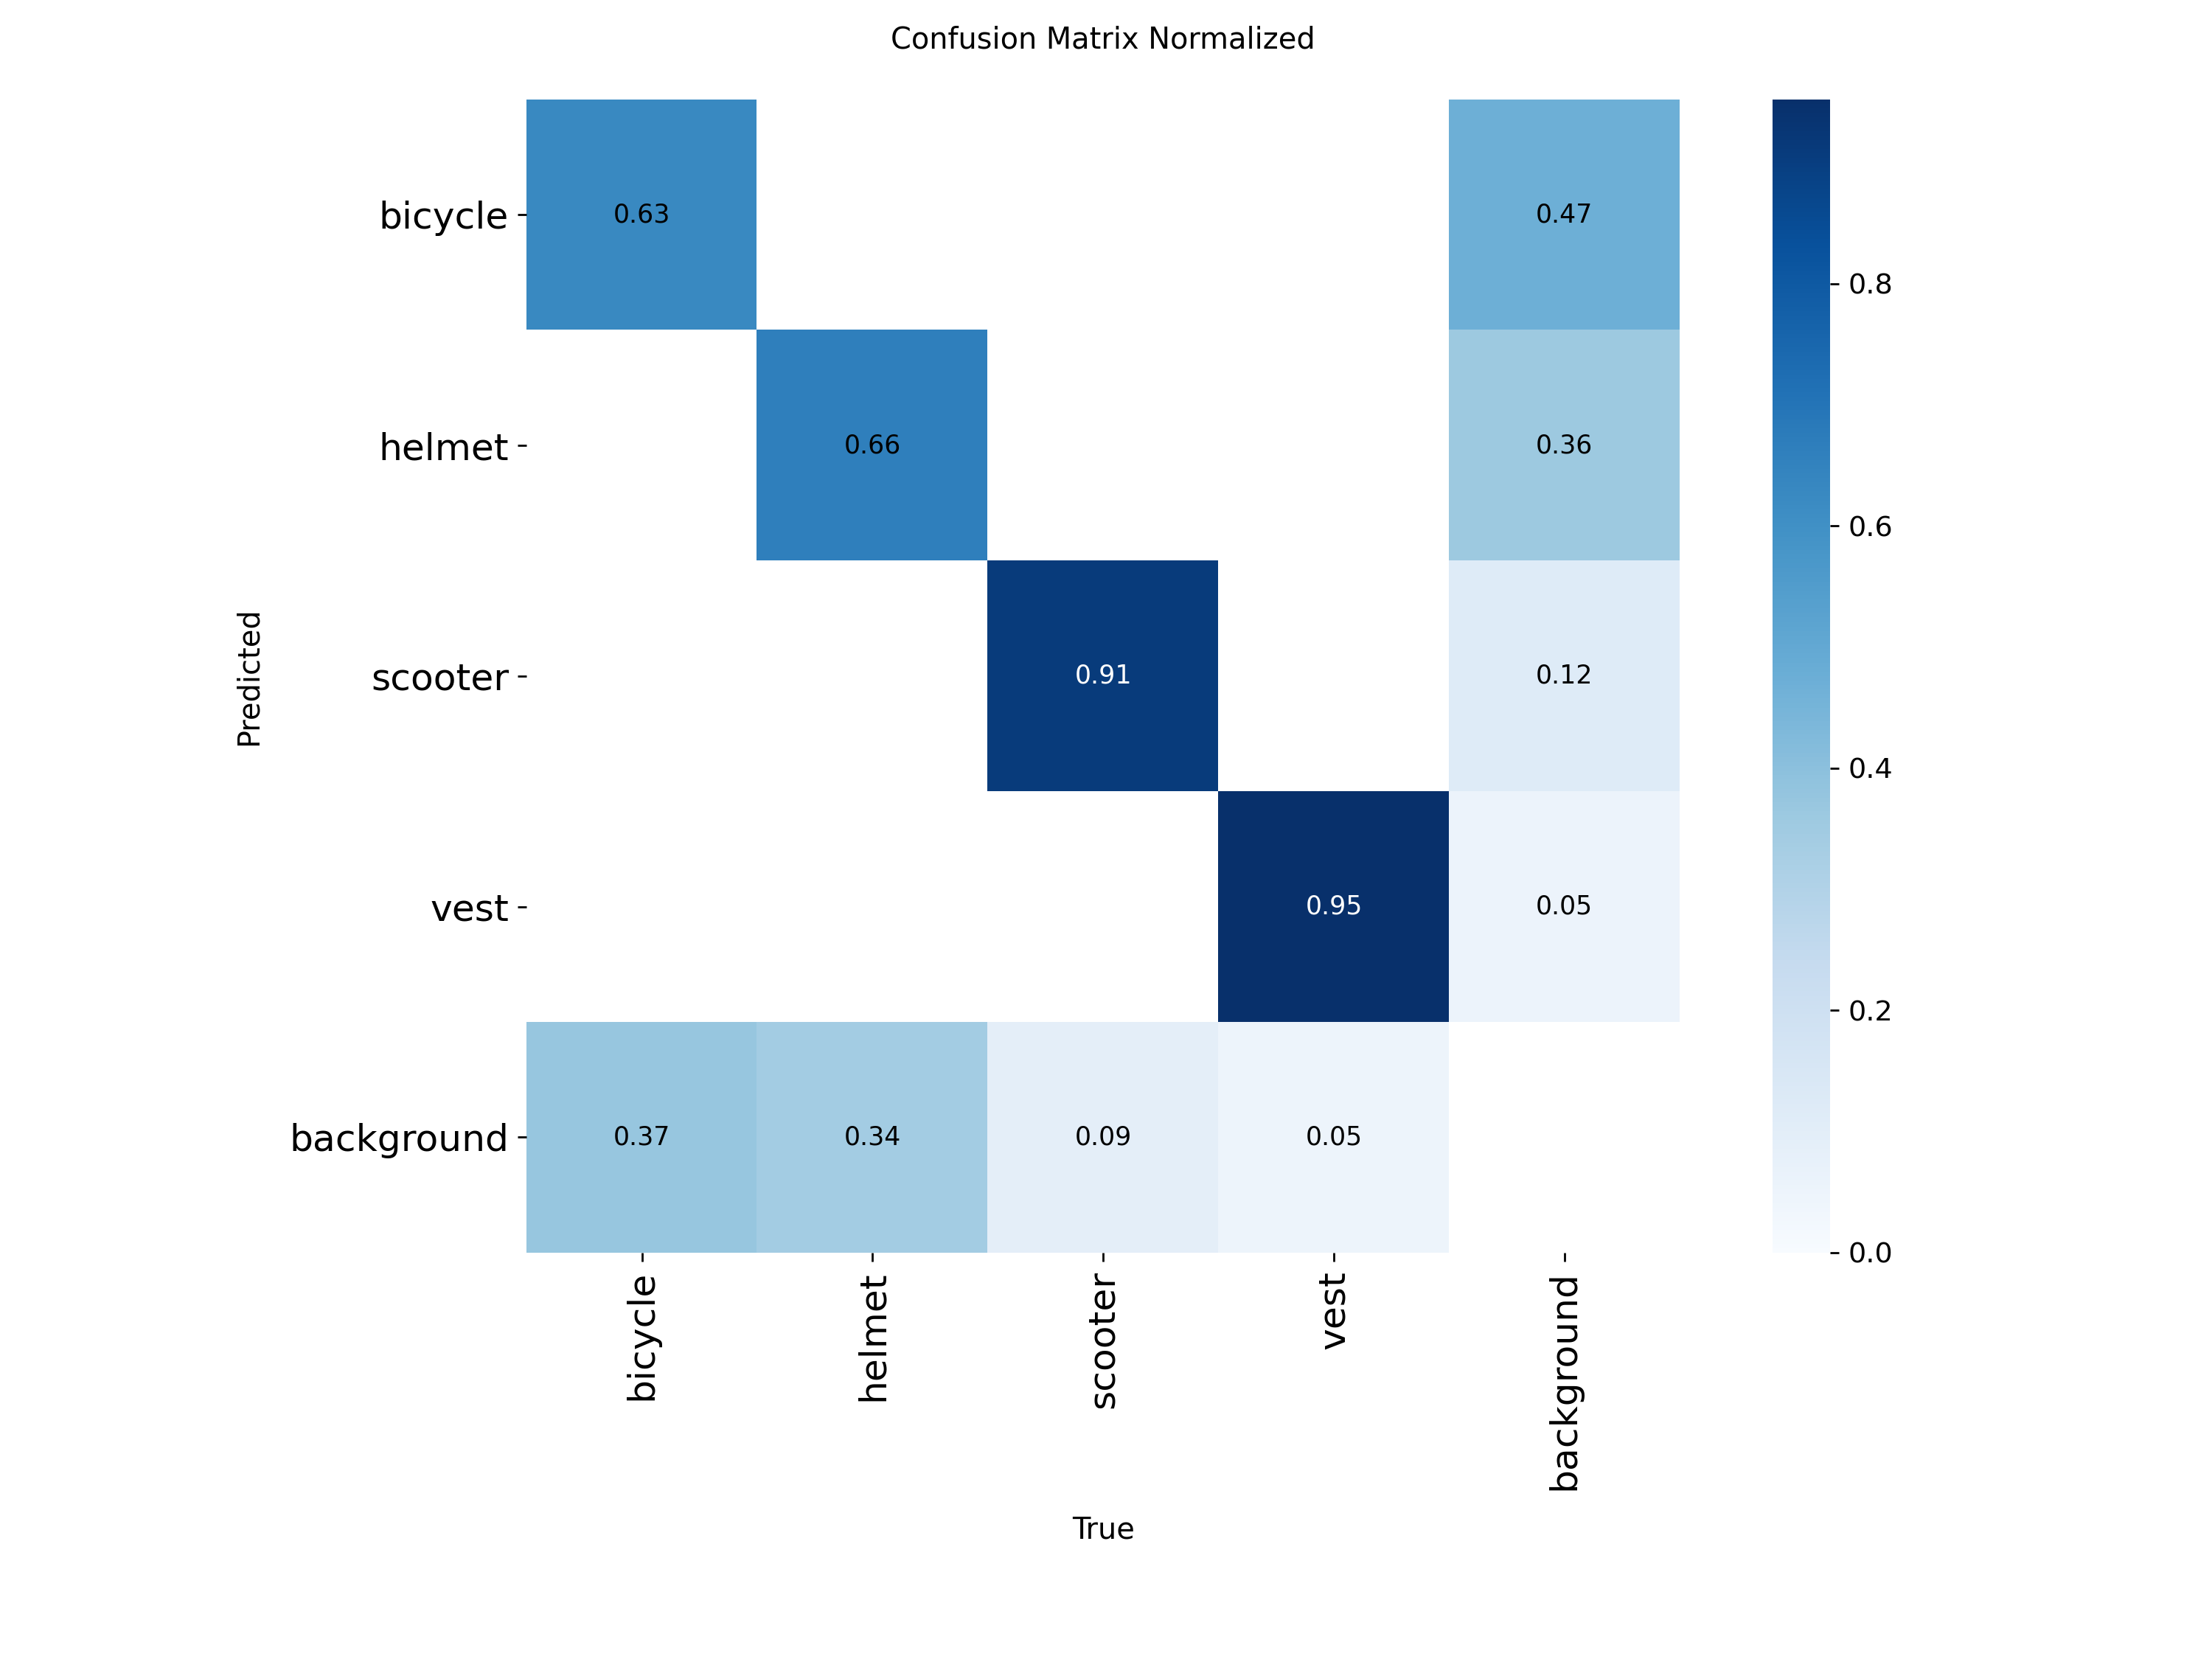 Confusion Matrix Normalized
bicycle
0.63
0.47
helmet
0.66
0.36
scooter
0.91
0.12
vest
0.95
0.05
background
0.37
0.34
0.09
0.05
Predicted
bicycle
helmet
scooter
vest
background
True
0.8
0.6
0.4
0.2
0.0